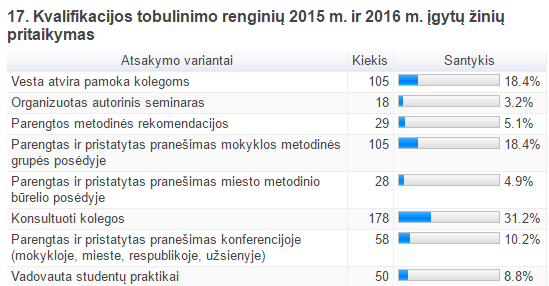 17. Kvalifikacijos tobulinimo renginių 2015 m. ir 2016 m. įgytų žinių
pritaikymas
Atsakymo variantai Kiekis Santykis
Vesta atvira pamoka kolegoms 105 18.4%
Organizuotas autorinis seminaras 18 3.2%
Parengtos metodinės rekomendacijos 29 5.1%
Parengtas ir pristatytas pranešimas mokyklos metodinės
grupės posėdyje 105 18.4%
Parengtas ir pristatytas pranešimas miesto metodinio
būrelio posėdyje 28 4.9%
Konsultuoti kolegos 178 31.2%
Parengtas ir pristatytas pranešimas konferencijoje
(mokykloje, mieste, respublikoje, užsienyje) 58 10.2%
Vadovauta studentų praktikai 50 8.8%